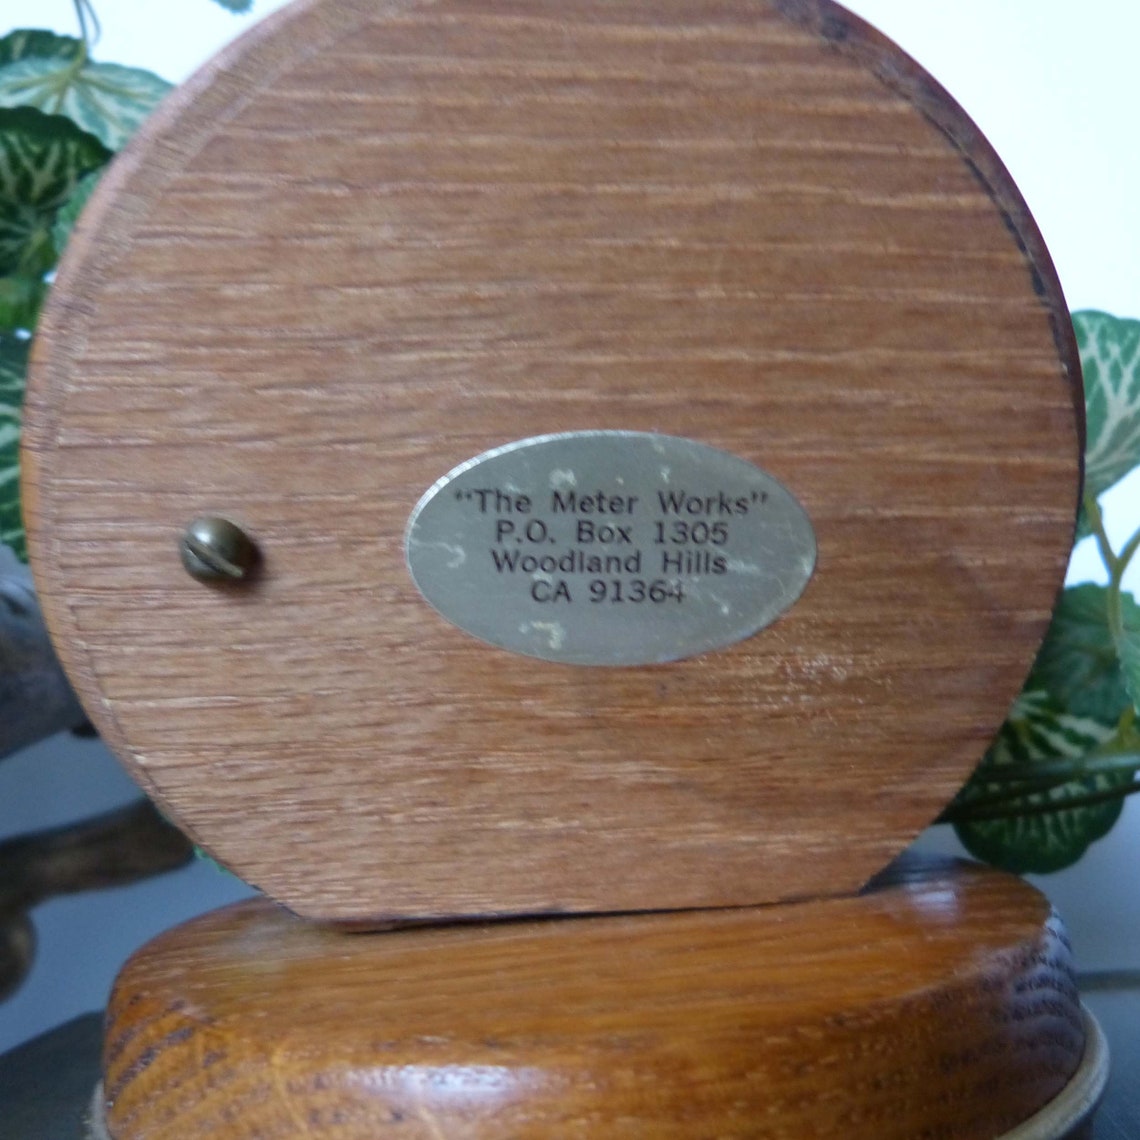 “The Meter Works”
P.O. Box 1305
Woodland Hills
CA 91364